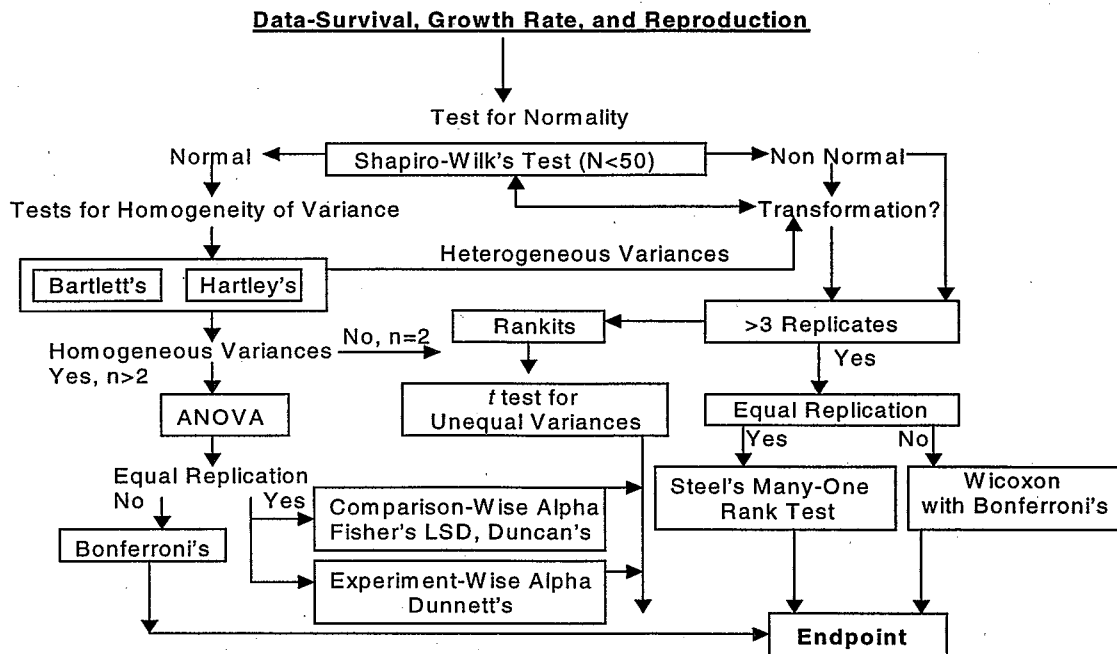 Data-Survival, Growth Rate, and Reproduction
Test for Normality
Normal
Shapiro-Wilk's Test (N<50)
Non Normal
Tests for Homogeneity of Variance
Transformation?
Heterogeneous Variances
Bartlett's
Hartley's
Rankits
>3 Replicates
No, n=2
Homogeneous Variances
Yes, n>2
Yes
t test for
Unequal Variances
ANOVA
Equal Replication
Yes
No
Equal Replication
No
Yes
Steel's Many-One
Rank Test
Wicoxon
with Bonferroni's
Comparison-Wise Alpha
Fisher's LSD, Duncan's
Bonferroni's
Experiment-Wise Alpha
Dunnett's
Endpoint